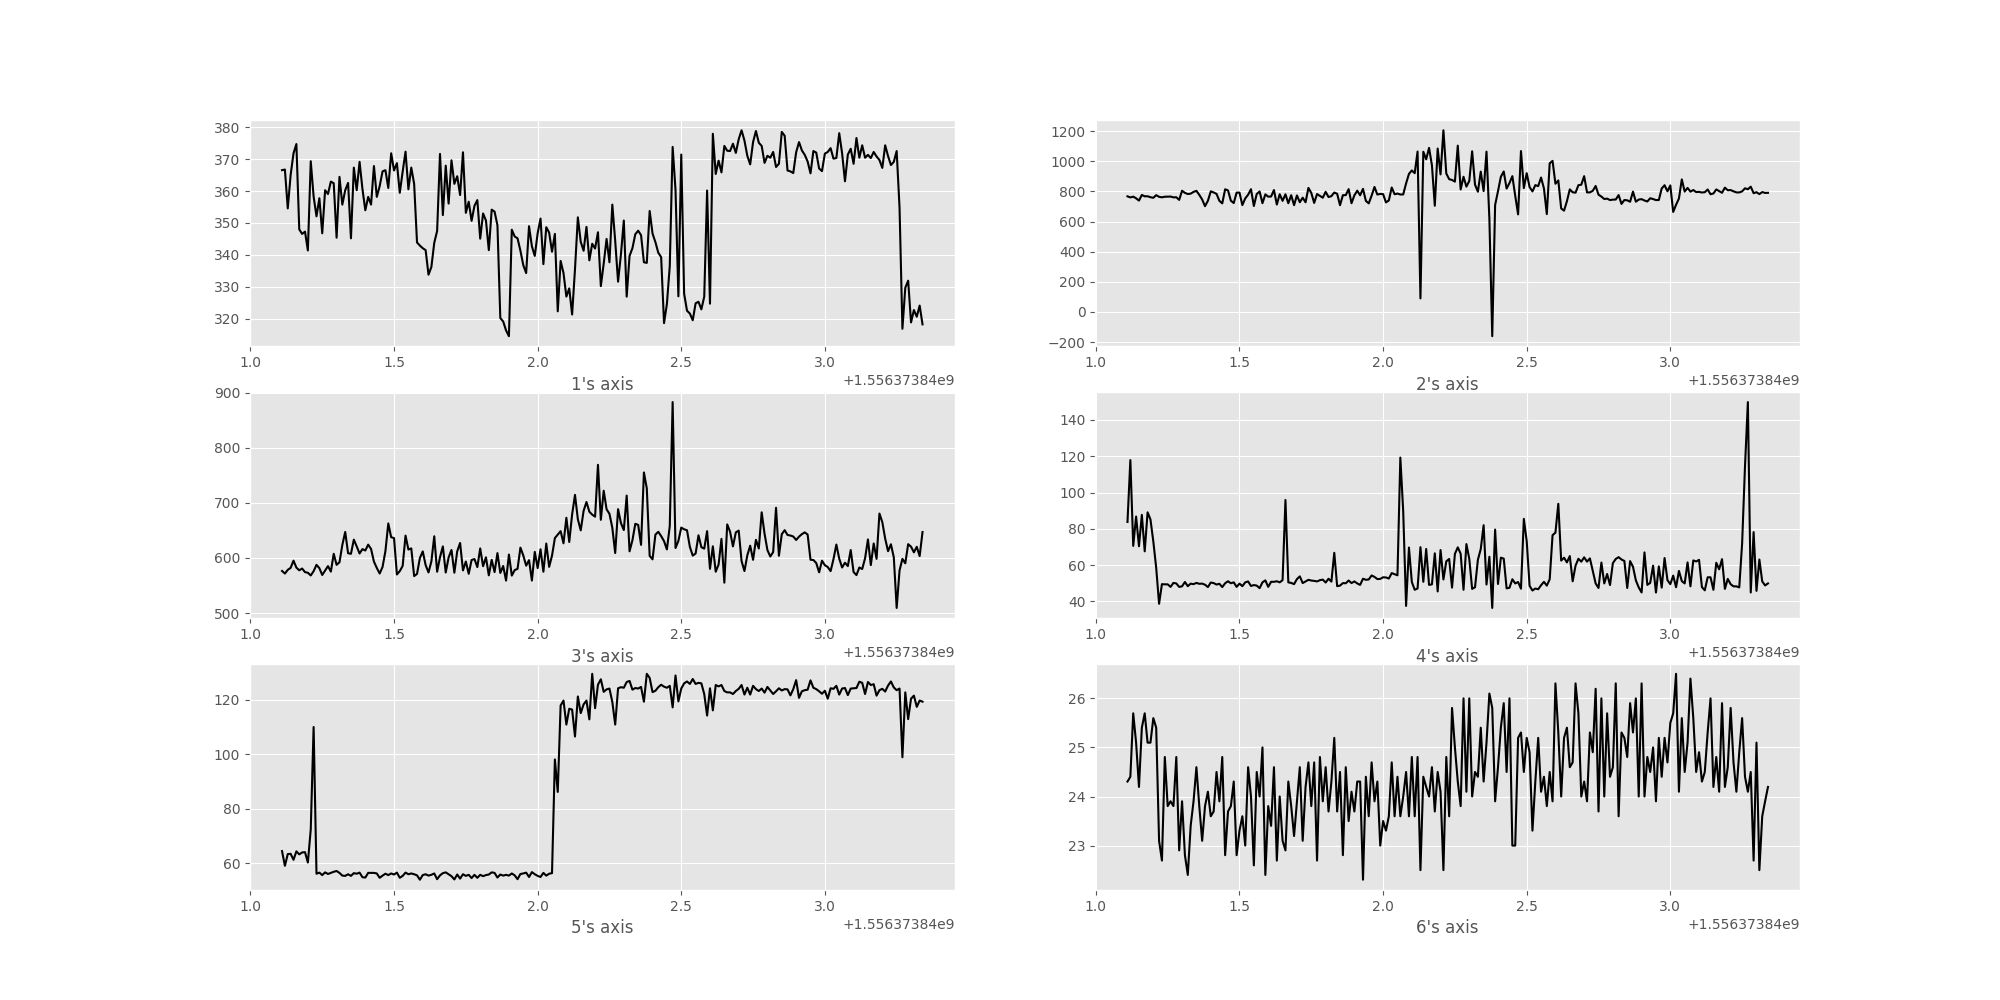 380
370
360
350
340
330
320
1.0 1.5 2.0 2.5 3.0
1's axis +1.55637384e9
1200
1000
800
600
400
200
0
−200
1.0 1.5 2.0 2.5 3.0
2's axis +1.55637384e9
900
800
700
600
500
1.0 1.5 2.0 2.5 3.0
3's axis +1.55637384e9
140
120
100
80
60
40
1.0 1.5 2.0 2.5 3.0
4's axis +1.55637384e9
120
100
80
60
1.0 1.5 2.0 2.5 3.0
5's axis +1.55637384e9
26
25
24
23
1.0 1.5 2.0 2.5 3.0
6's axis +1.55637384e9